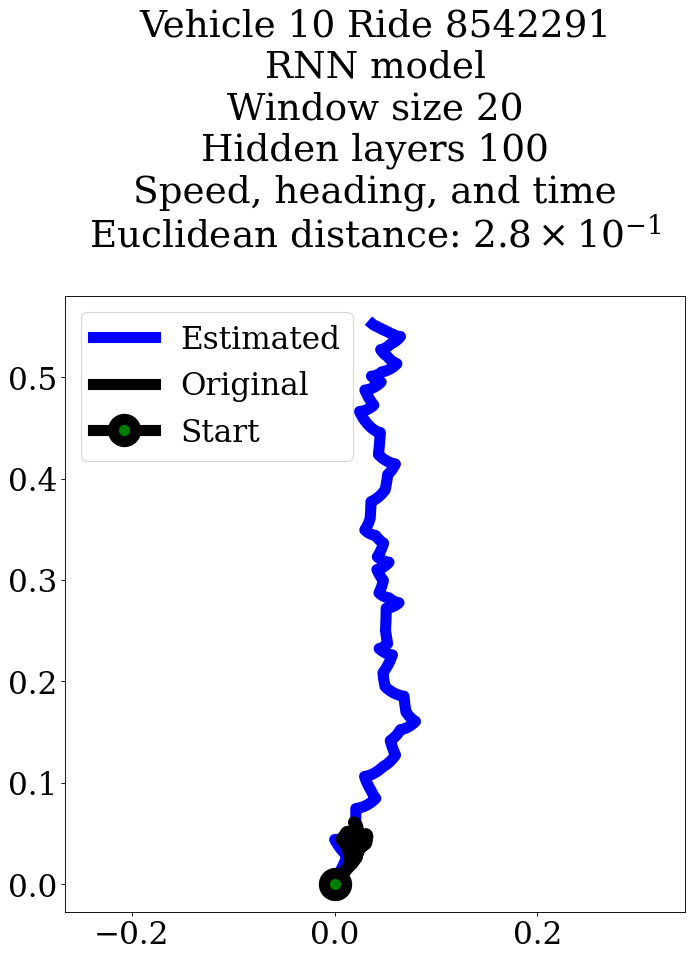 Vehicle 10 Ride 8542291
RNN model
Window size 20
Hidden layers 100
Speed, heading, and time
Euclidean distance: 2.8 × 10⁻¹
Estimated
Original
Start
0.5
0.4
0.3
0.2
0.1
0.0
−0.2 0.0 0.2